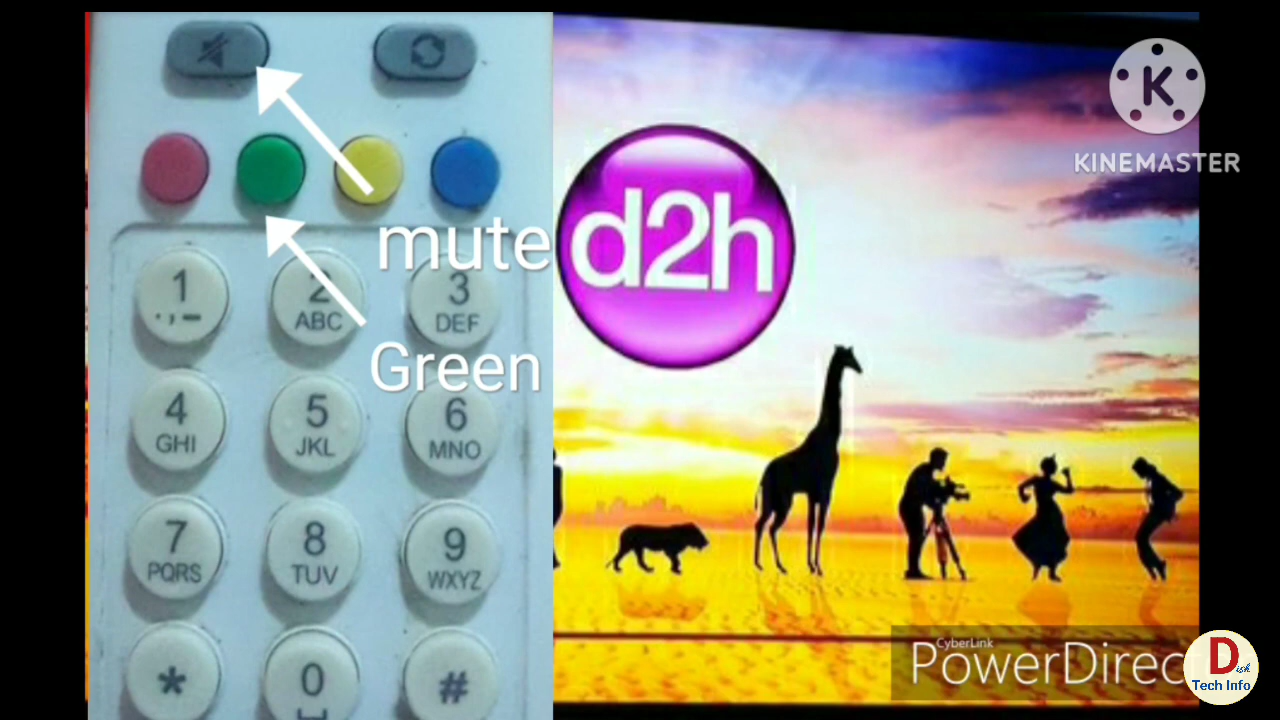 mute
Green
1
.,-
2
ABC
3
DEF
4
GHI
5
JKL
6
MNO
7
PQRS
8
TUV
9
WXYZ
*
0
#
d2h
K
KINEMASTER
CyberLink
PowerDirec
Dish
Tech Info